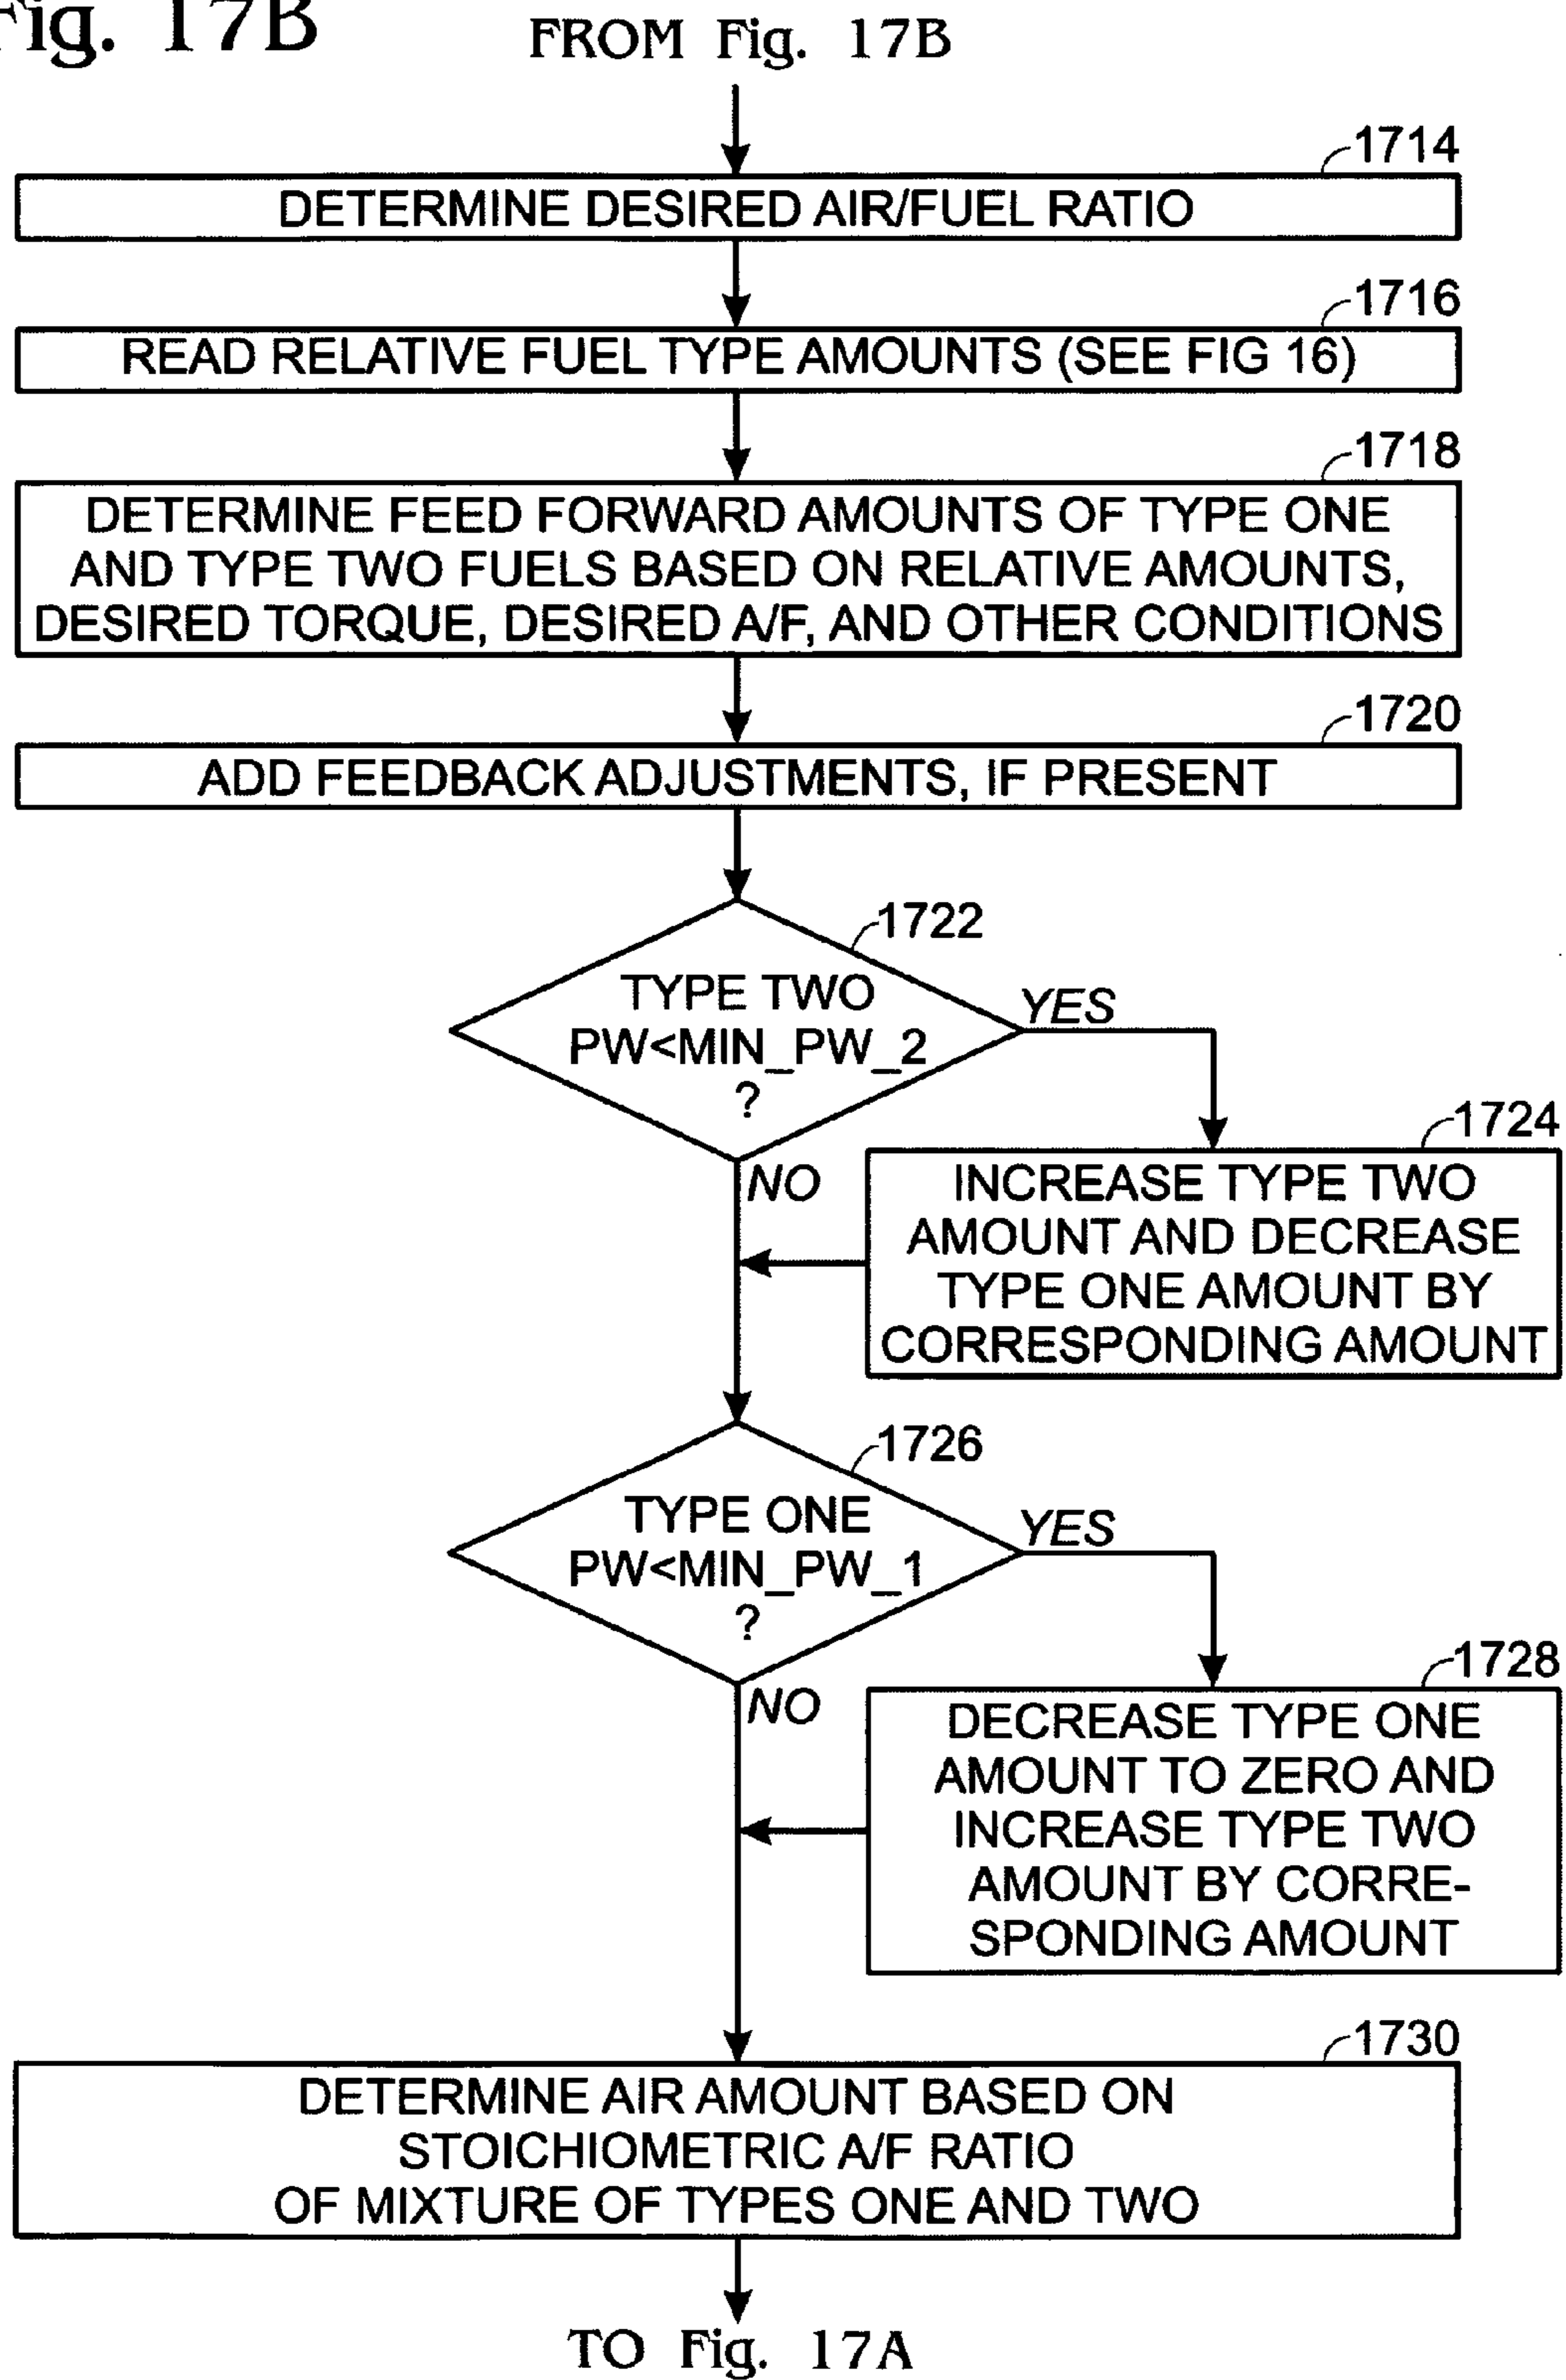 Fig. 17B
FROM Fig. 17B
1714
DETERMINE DESIRED AIR/FUEL RATIO
1716
READ RELATIVE FUEL TYPE AMOUNTS (SEE FIG 16)
1718
DETERMINE FEED FORWARD AMOUNTS OF TYPE ONE
AND TYPE TWO FUELS BASED ON RELATIVE AMOUNTS,
DESIRED TORQUE, DESIRED A/F, AND OTHER CONDITIONS
1720
ADD FEEDBACK ADJUSTMENTS, IF PRESENT
1722
TYPE TWO
PW<MIN_PW_2
?
YES
NO
1724
INCREASE TYPE TWO
AMOUNT AND DECREASE
TYPE ONE AMOUNT BY
CORRESPONDING AMOUNT
1726
TYPE ONE
PW<MIN_PW_1
?
YES
NO
1728
DECREASE TYPE ONE
AMOUNT TO ZERO AND
INCREASE TYPE TWO
AMOUNT BY CORRE-
SPONDING AMOUNT
1730
DETERMINE AIR AMOUNT BASED ON
STOICHIOMETRIC A/F RATIO
OF MIXTURE OF TYPES ONE AND TWO
TO Fig. 17A